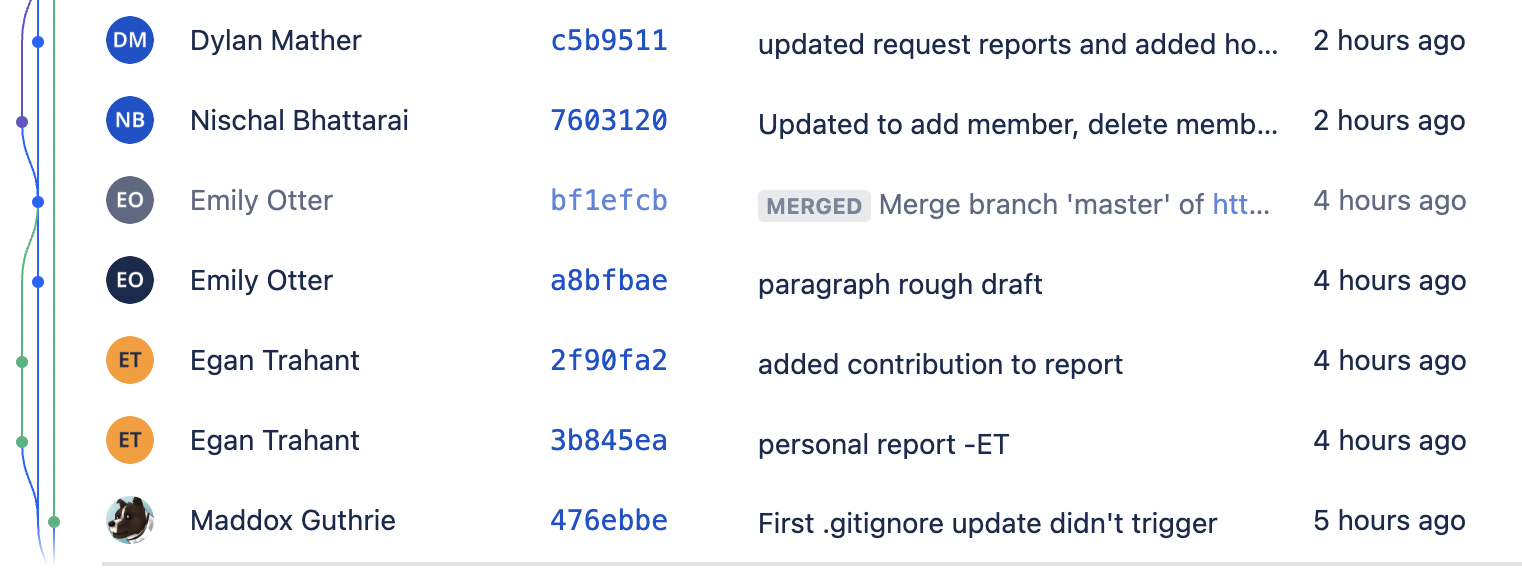 DM Dylan Mather c5b9511 updated request reports and added ho... 2 hours ago
NB Nischal Bhattarai 7603120 Updated to add member, delete memb... 2 hours ago
EO Emily Otter bf1efcb MERGED Merge branch 'master' of htt... 4 hours ago
EO Emily Otter a8bfbae paragraph rough draft 4 hours ago
ET Egan Trahant 2f90fa2 added contribution to report 4 hours ago
ET Egan Trahant 3b845ea personal report -ET 4 hours ago
Maddox Guthrie 476ebbe First .gitignore update didn't trigger 5 hours ago